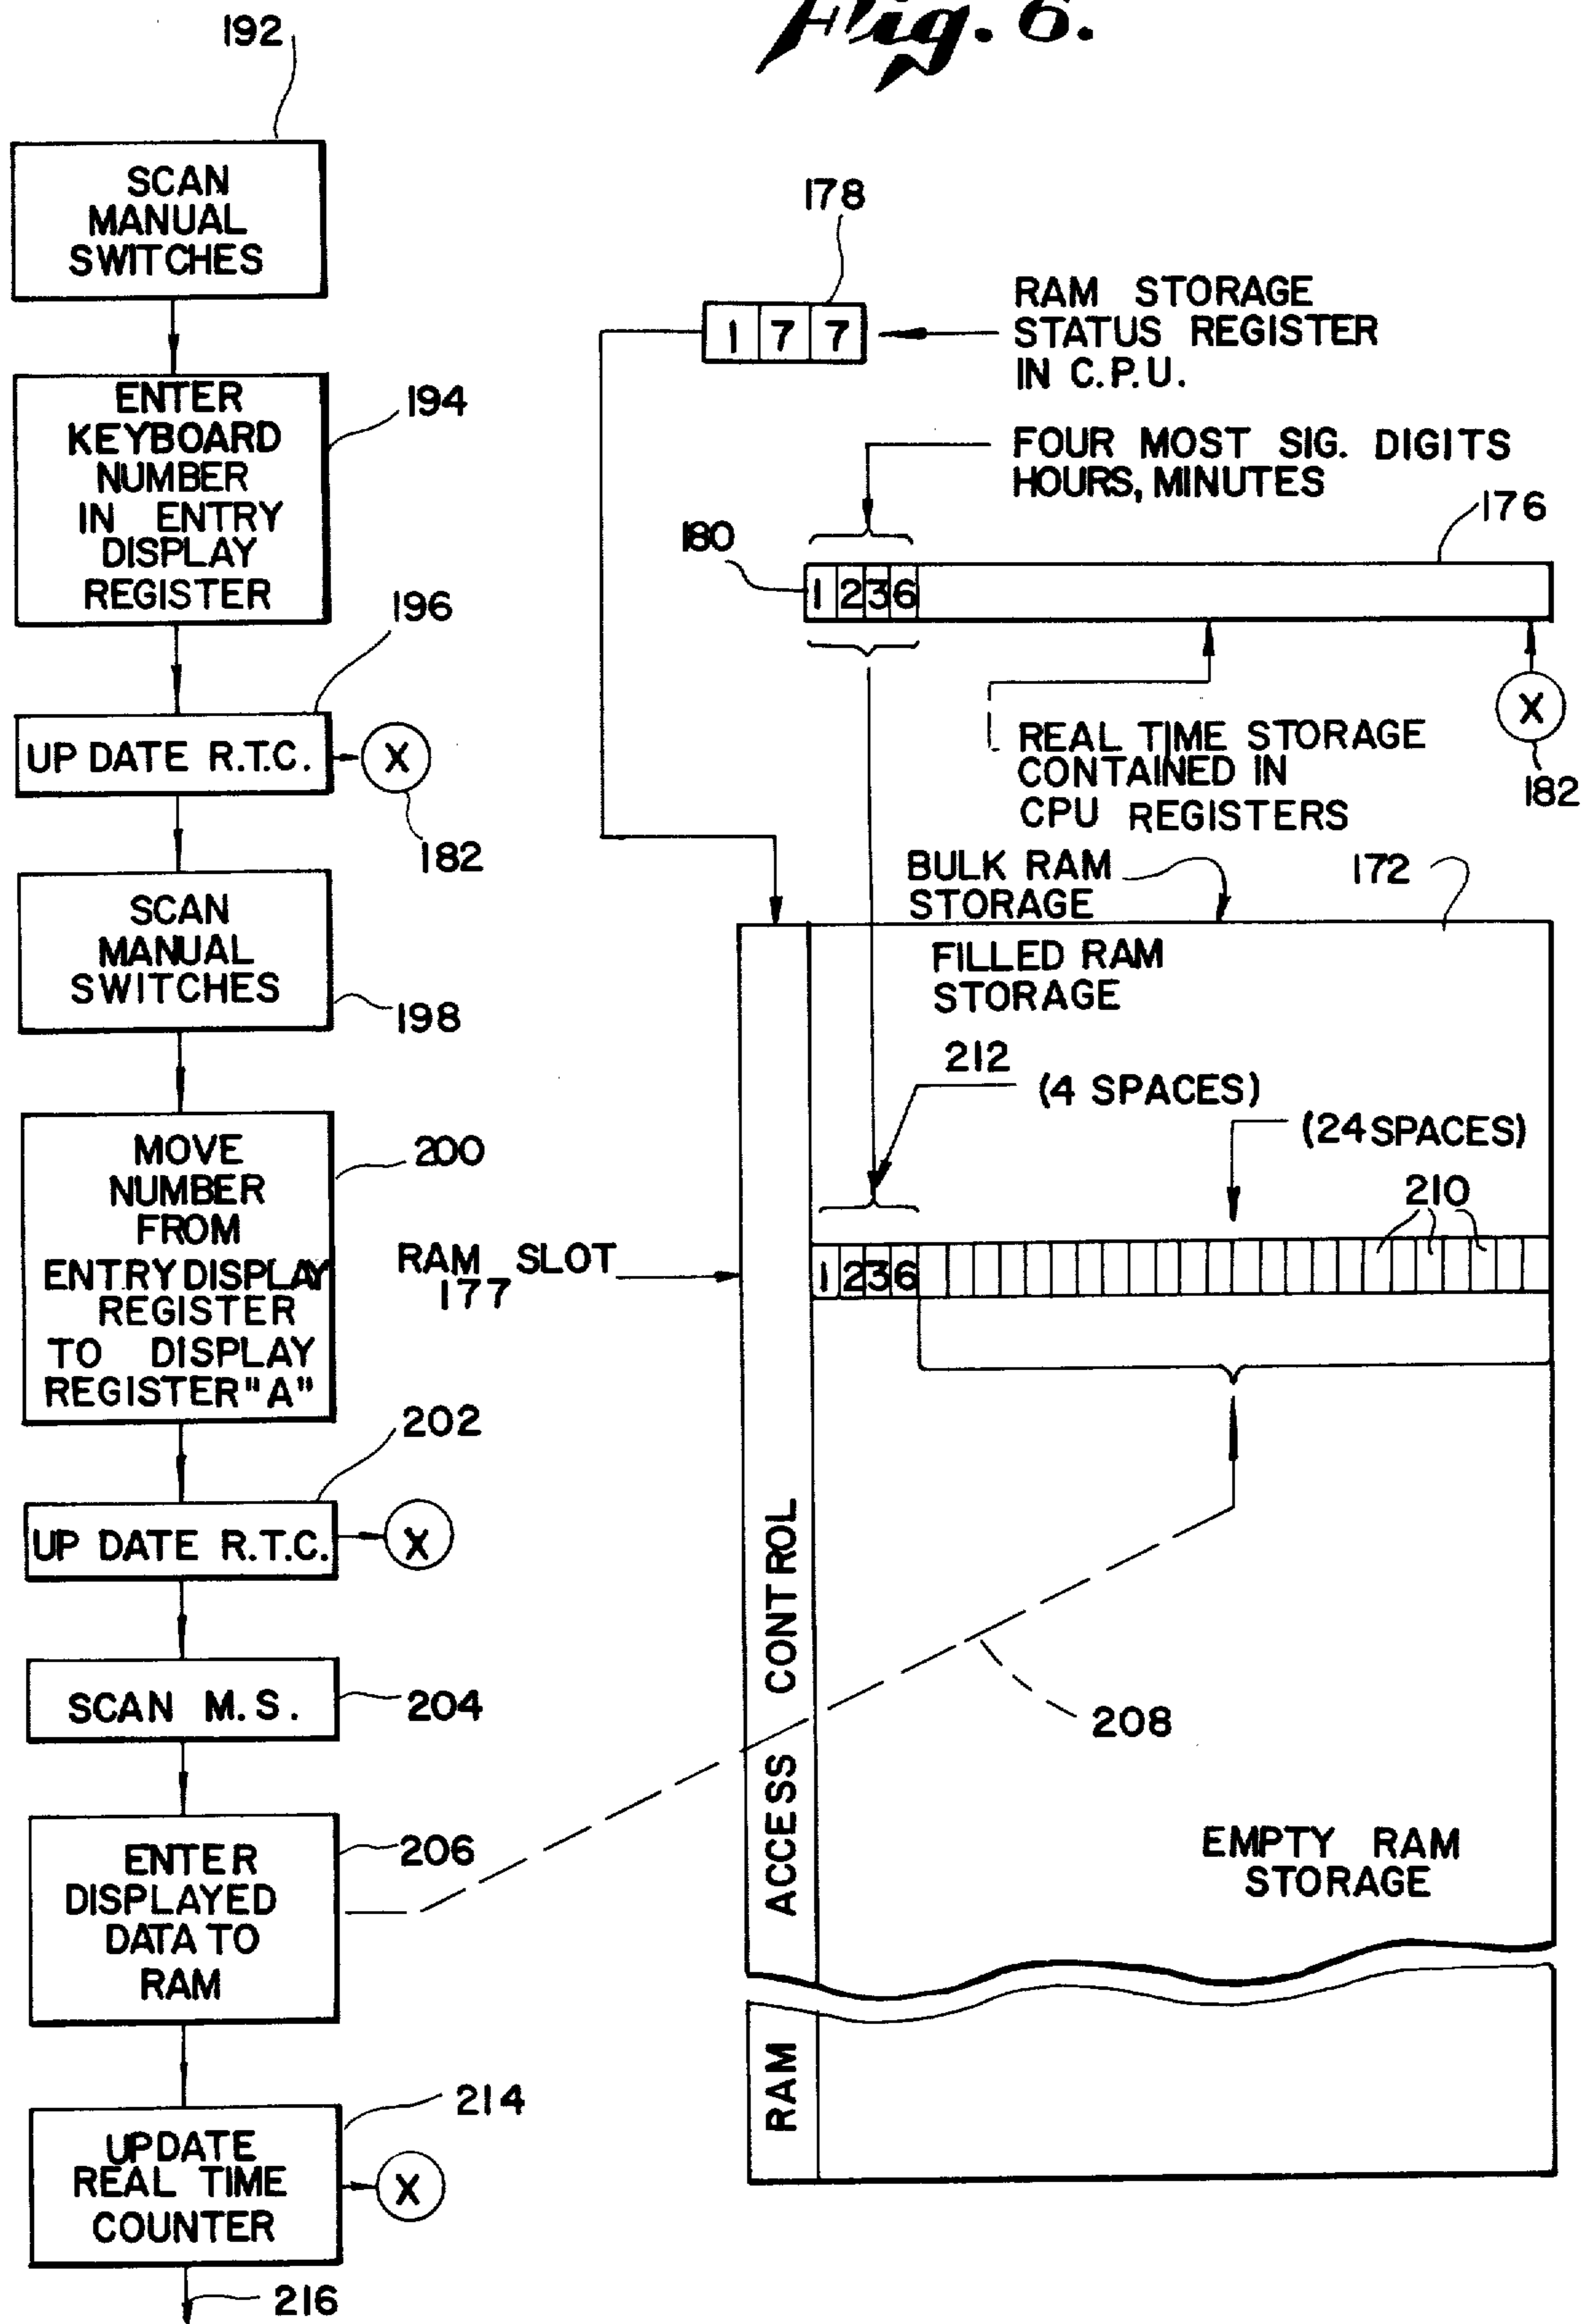 Fig. 6.
192
SCAN
MANUAL
SWITCHES
ENTER
KEYBOARD
NUMBER
IN ENTRY
DISPLAY
REGISTER
194
196
UP DATE R.T.C.
X
182
SCAN
MANUAL
SWITCHES
198
MOVE
NUMBER
FROM
ENTRY DISPLAY
REGISTER
TO DISPLAY
REGISTER "A"
200
202
UP DATE R.T.C.
X
SCAN M.S.
204
ENTER
DISPLAYED
DATA TO
RAM
206
214
UPDATE
REAL TIME
COUNTER
X
216
178
1 7 7
RAM STORAGE
STATUS REGISTER
IN C.P.U.
FOUR MOST SIG. DIGITS
HOURS, MINUTES
180
176
1 2 3 6
X
182
REAL TIME STORAGE
CONTAINED IN
CPU REGISTERS
BULK RAM
STORAGE
172
FILLED RAM
STORAGE
212
(4 SPACES)
(24 SPACES)
210
RAM SLOT
177
1 2 3 6
208
ACCESS CONTROL
EMPTY RAM
STORAGE
RAM